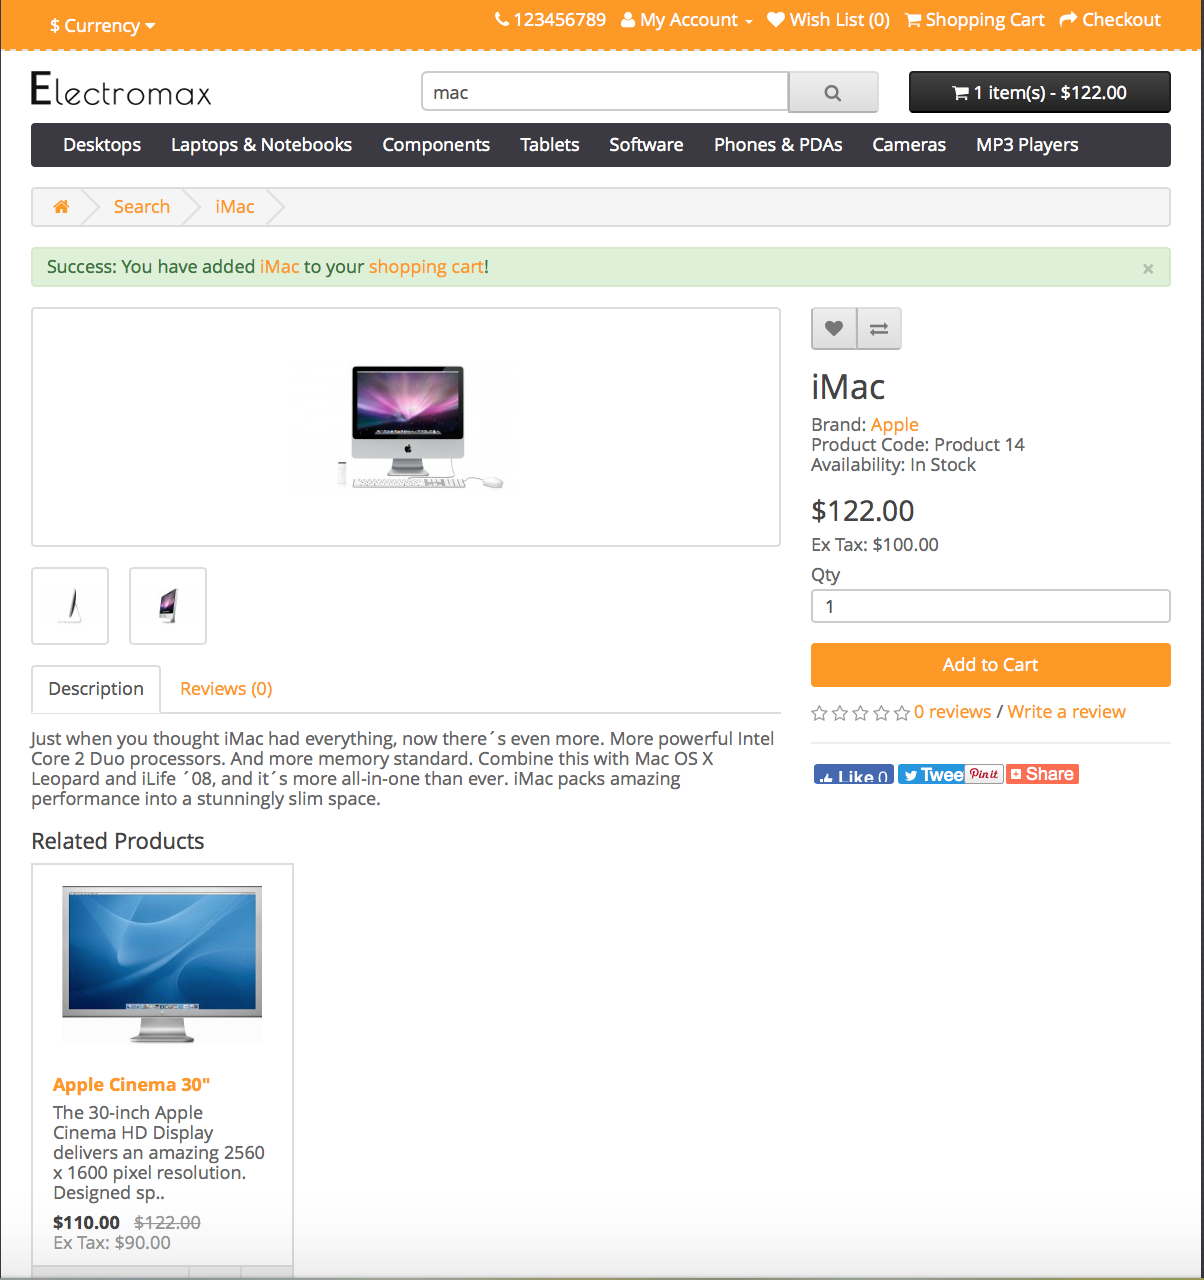 $ Currency
123456789 My Account Wish List (0) Shopping Cart Checkout
Electromax
mac
1 item(s) - $122.00
Desktops Laptops & Notebooks Components Tablets Software Phones & PDAs Cameras MP3 Players
Search iMac
Success: You have added iMac to your shopping cart!
×
iMac
Brand: Apple
Product Code: Product 14
Availability: In Stock
$122.00
Ex Tax: $100.00
Qty
1
Add to Cart
0 reviews / Write a review
Like 0 Twee Pin it Share
Description Reviews (0)
Just when you thought iMac had everything, now there´s even more. More powerful Intel
Core 2 Duo processors. And more memory standard. Combine this with Mac OS X
Leopard and iLife ´08, and it´s more all-in-one than ever. iMac packs amazing
performance into a stunningly slim space.
Related Products
Apple Cinema 30"
The 30-inch Apple
Cinema HD Display
delivers an amazing 2560
x 1600 pixel resolution.
Designed sp..
$110.00 $122.00
Ex Tax: $90.00